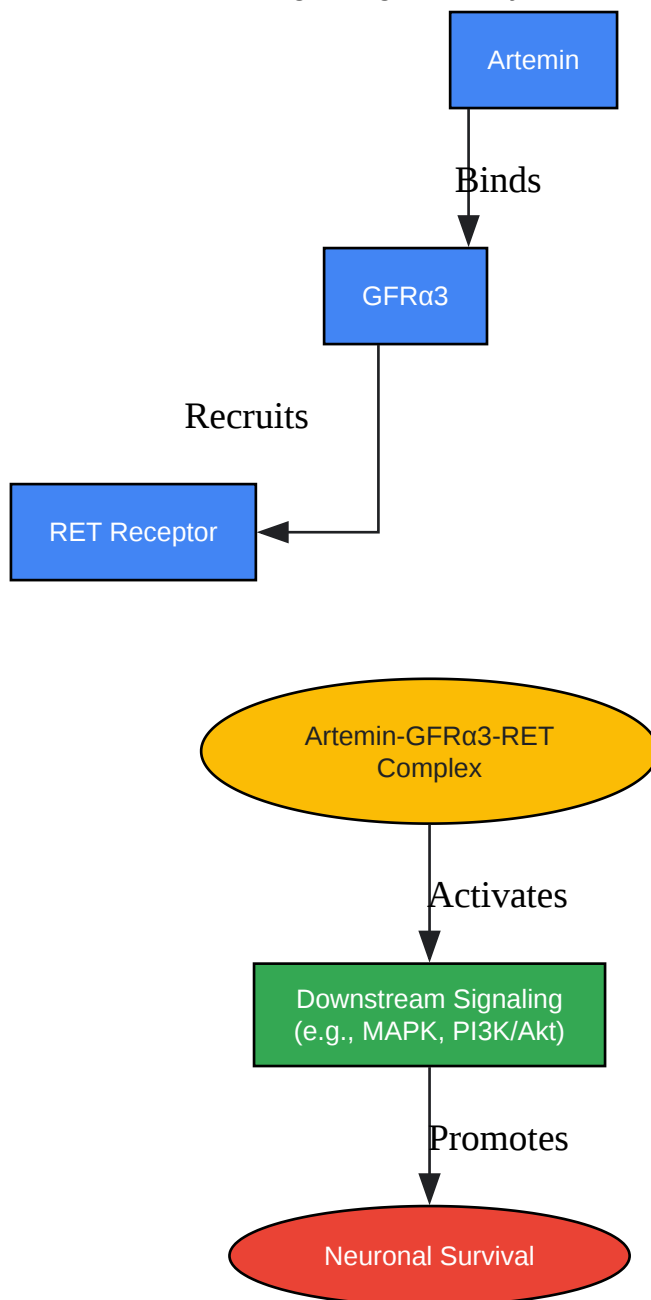 Artemin
Binds
GFRα3
Recruits
RET Receptor
Artemin-GFRα3-RET
Complex
Activates
Downstream Signaling
(e.g., MAPK, PI3K/Akt)
Promotes
Neuronal Survival